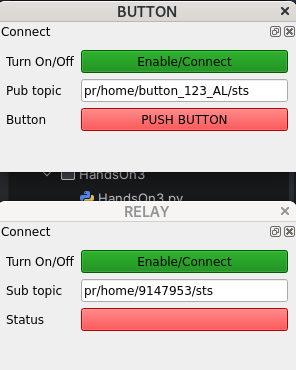 BUTTON
Connect
Turn On/Off Enable/Connect
Pub topic pr/home/button_123_AL/sts
Button PUSH BUTTON
HandsOn3
HandsOn3.py
RELAY
Connect
Turn On/Off Enable/Connect
Sub topic pr/home/9147953/sts
Status